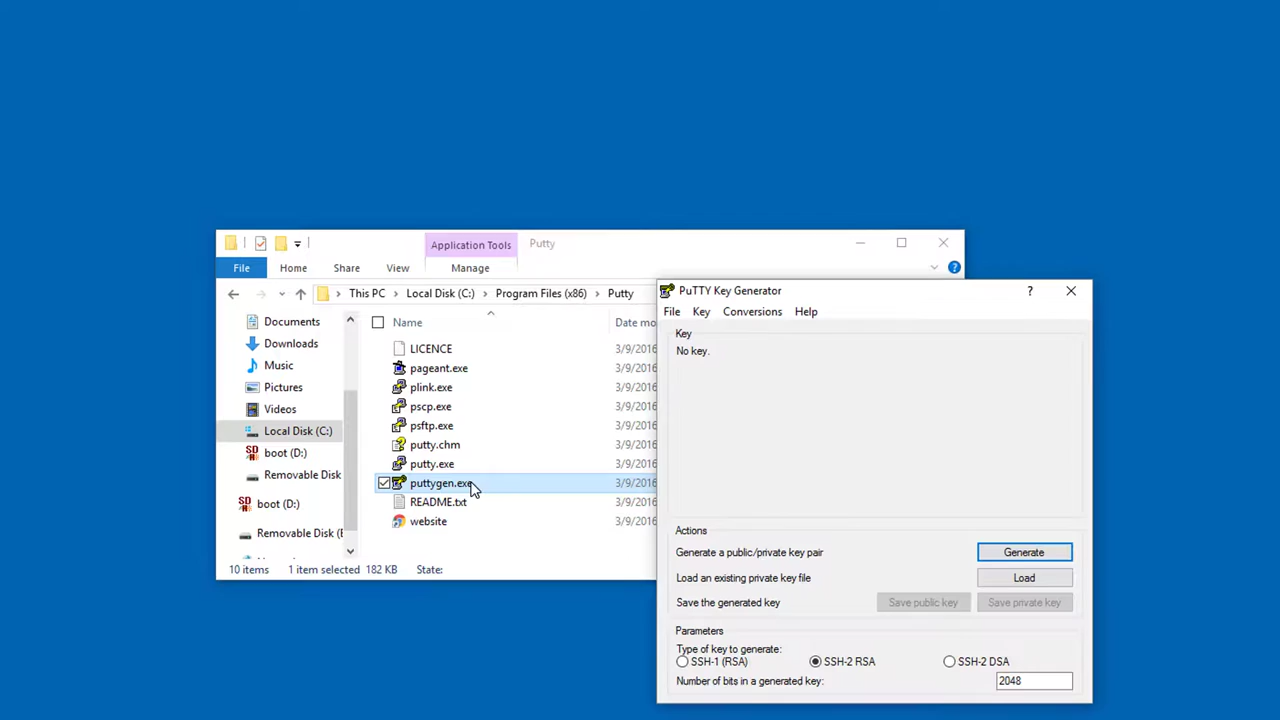 Application Tools
Putty
File
Home
Share
View
Manage
This PC
Local Disk (C:)
Program Files (x86)
Putty
Documents
Downloads
Music
Pictures
Videos
Local Disk (C:)
boot (D:)
Removable Disk
boot (D:)
Removable Disk (E
Name
Date mo
LICENCE
3/9/2016
pageant.exe
3/9/2016
plink.exe
3/9/2016
pscp.exe
3/9/2016
psftp.exe
3/9/2016
putty.chm
3/9/2016
putty.exe
3/9/2016
puttygen.exe
3/9/2016
README.txt
3/9/2016
website
3/9/2016
10 items
1 item selected
182 KB
State:
PuTTY Key Generator
File
Key
Conversions
Help
Key
No key.
Actions
Generate a public/private key pair
Generate
Load an existing private key file
Load
Save the generated key
Save public key
Save private key
Parameters
Type of key to generate:
SSH-1 (RSA)
SSH-2 RSA
SSH-2 DSA
Number of bits in a generated key:
2048